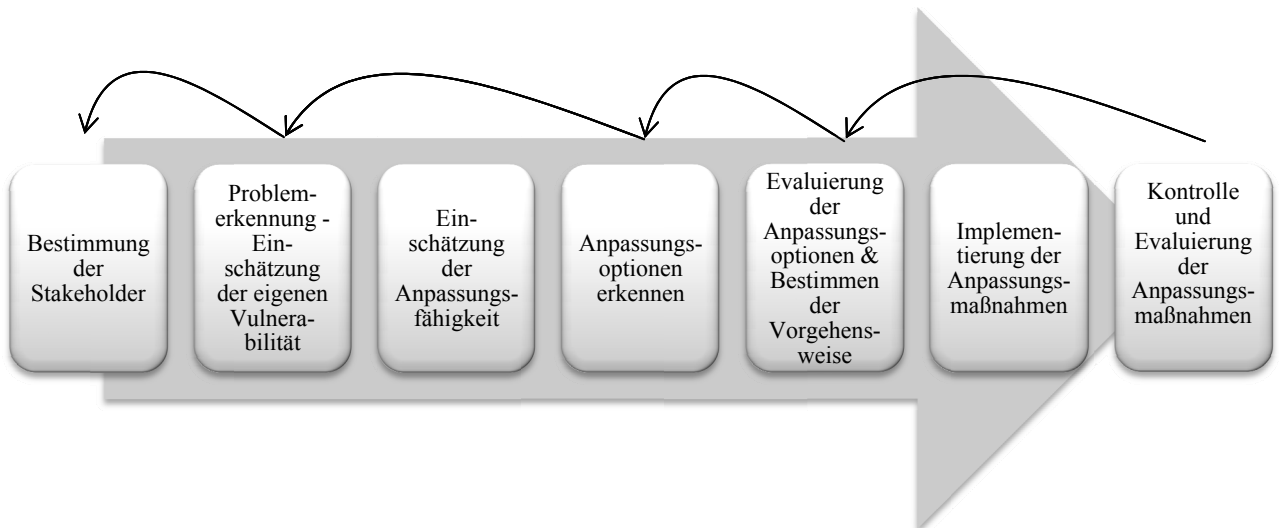 Bestimmung
der
Stakeholder
Problem-
erkennung -
Ein-
schätzung
der eigenen
Vulnera-
bilität
Ein-
schätzung
der
Anpassungs-
fähigkeit
Anpassungs-
optionen
erkennen
Evaluierung
der
Anpassungs-
optionen &
Bestimmen
der
Vorgehens-
weise
Implemen-
tierung der
Anpassungs-
maßnahmen
Kontrolle
und
Evaluierung
der
Anpassungs-
maßnahmen